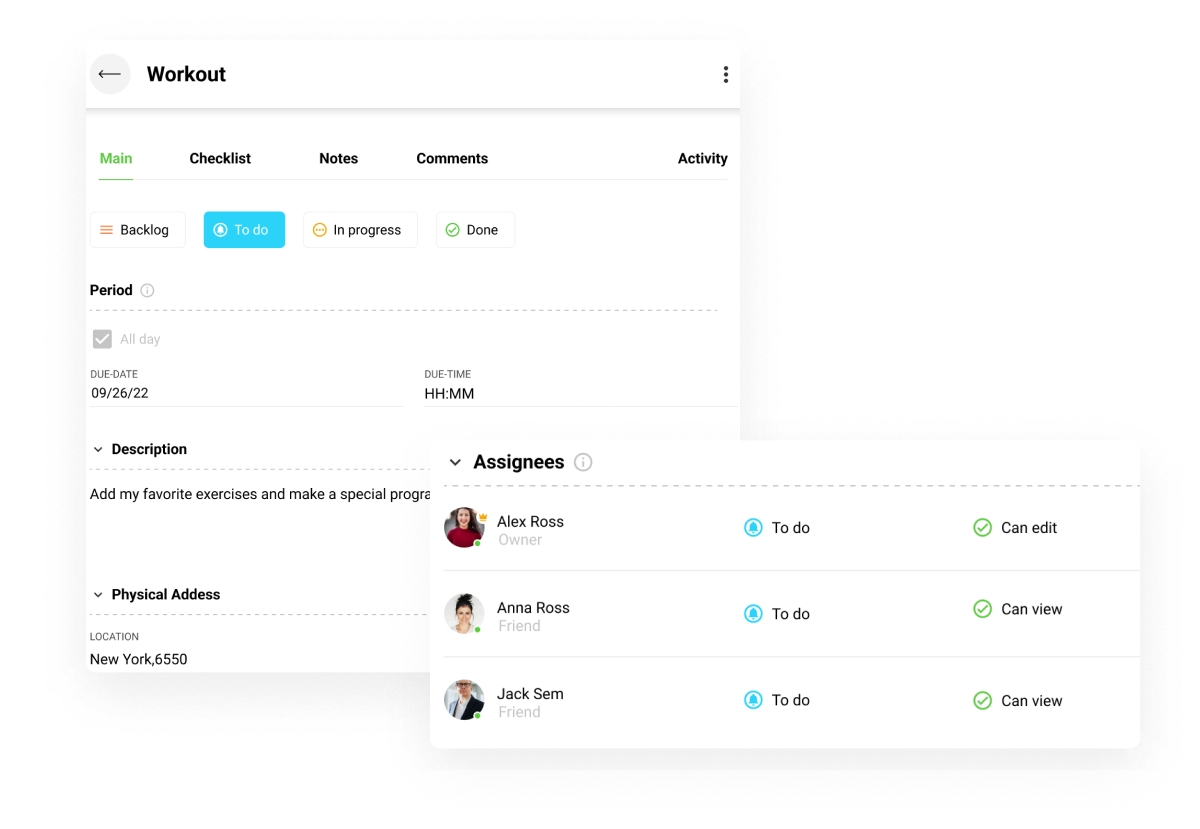 Workout
Main Checklist Notes Comments Activity
Backlog To do In progress Done
Period
All day
DUE-DATE DUE-TIME
09/26/22 HH:MM
Description
Add my favorite exercises and make a special progra
Physical Addess
LOCATION
New York,6550
Assignees
Alex Ross To do Can edit
Owner
Anna Ross To do Can view
Friend
Jack Sem To do Can view
Friend